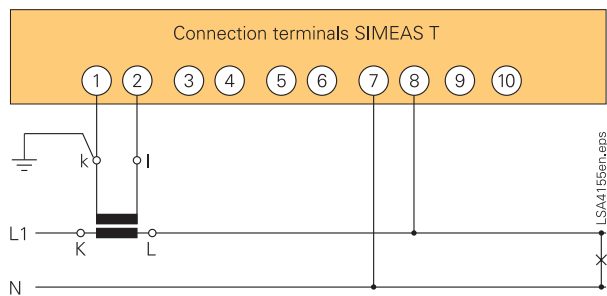 Connection terminals SIMEAS T
1 2 3 4 5 6 7 8 9 10
k l
L1
K L
N
LSA4155en.eps